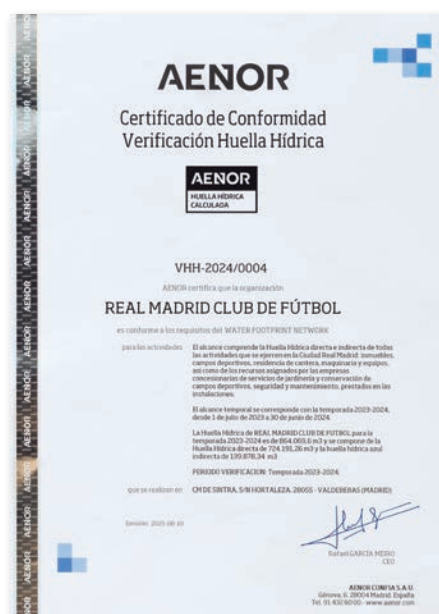 AENOR
Certificado de Conformidad
Verificación Huella Hídrica
AENOR
HUELLA HÍDRICA
CALCULADA
VHH-2024/0004
AENOR certifica que la organización
REAL MADRID CLUB DE FÚTBOL
es conforme a los requisitos del WATER FOOTPRINT NETWORK
para las actividades
El alcance comprende la Huella Hídrica directa e indirecta de todas
las actividades que se ejercen en la Ciudad Real Madrid: inmuebles,
campos deportivos, residencia de cantera, maquinaria y equipos,
así como de los recursos asignados por las empresas
concesionarias de servicios de jardinería y conservación de
campos deportivos, seguridad y mantenimiento, prestados en las
instalaciones.
El alcance temporal se corresponde con la temporada 2023-2024,
desde 1 de julio de 2023 a 30 de junio de 2024.
La Huella Hídrica de REAL MADRID CLUB DE FÚTBOL para la
temporada 2023-2024 es de 864.069,6 m3 y se compone de la
Huella Hídrica directa de 724.191,26 m3 y la huella hídrica azul
indirecta de 139.878,34 m3
PERIODO VERIFICACION: Temporada 2023-2024.
que se realizan en
CM DE SINTRA, S/N HORTALEZA. 28055 - VALDEBEBAS (MADRID)
Rafael GARCÍA MEIRO
CEO
AENOR CONFIA S.A.U.
Génova, 6. 28004 Madrid. España
Tel. 91 432 60 00.- www.aenor.com